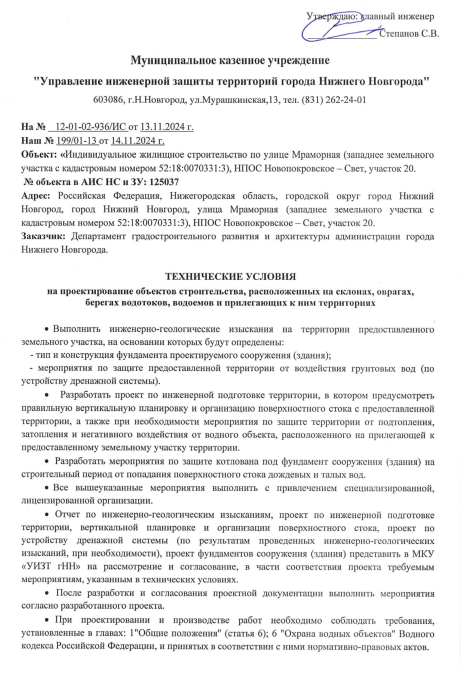 Утверждаю: главный инженер
Степанов С.В.
Муниципальное казенное учреждение
"Управление инженерной защиты территорий города Нижнего Новгорода"
603086, г.Н.Новгород, ул.Мурашкинская,13, тел. (831) 262-24-01
На № 12-01-02-936/ИС от 13.11.2024 г.
Наш № 199/01-13 от 14.11.2024 г.
Объект: «Индивидуальное жилищное строительство по улице Мраморная (западнее земельного
участка с кадастровым номером 52:18:0070331:3), НПОС Новопокровское – Свет, участок 20.
№ объекта в АИС НС и ЗУ: 125037
Адрес: Российская Федерация, Нижегородская область, городской округ город Нижний
Новгород, город Нижний Новгород, улица Мраморная (западнее земельного участка с
кадастровым номером 52:18:0070331:3), НПОС Новопокровское – Свет, участок 20.
Заказчик: Департамент градостроительного развития и архитектуры администрации города
Нижнего Новгорода.
ТЕХНИЧЕСКИЕ УСЛОВИЯ
на проектирование объектов строительства, расположенных на склонах, оврагах,
берегах водотоков, водоемов и прилегающих к ним территориях
• Выполнить инженерно-геологические изыскания на территории предоставленного
земельного участка, на основании которых будут определены:
- тип и конструкция фундамента проектируемого сооружения (здания);
- мероприятия по защите предоставленной территории от воздействия грунтовых вод (по
устройству дренажной системы).
• Разработать проект по инженерной подготовке территории, в котором предусмотреть
правильную вертикальную планировку и организацию поверхностного стока с предоставленной
территории, а также при необходимости мероприятия по защите территории от подтопления,
затопления и негативного воздействия от водного объекта, расположенного на прилегающей к
предоставленному земельному участку территории.
• Разработать мероприятия по защите котлована под фундамент сооружения (здания) на
строительный период от попадания поверхностного стока дождевых и талых вод.
• Все вышеуказанные мероприятия выполнить с привлечением специализированной,
лицензированной организации.
• Отчет по инженерно-геологическим изысканиям, проект по инженерной подготовке
территории, вертикальной планировке и организации поверхностного стока, проект по
устройству дренажной системы (по результатам проведенных инженерно-геологических
изысканий, при необходимости), проект фундаментов сооружения (здания) представить в МКУ
«УИЗТ гНН» на рассмотрение и согласование, в части соответствия проекта требуемым
мероприятиям, указанным в технических условиях.
• После разработки и согласования проектной документации выполнить мероприятия
согласно разработанного проекта.
• При проектировании и производстве работ необходимо соблюдать требования,
установленные в главах: 1"Общие положения" (статья 6); 6 "Охрана водных объектов" Водного
кодекса Российской Федерации, и принятых в соответствии с ними нормативно-правовых актов.